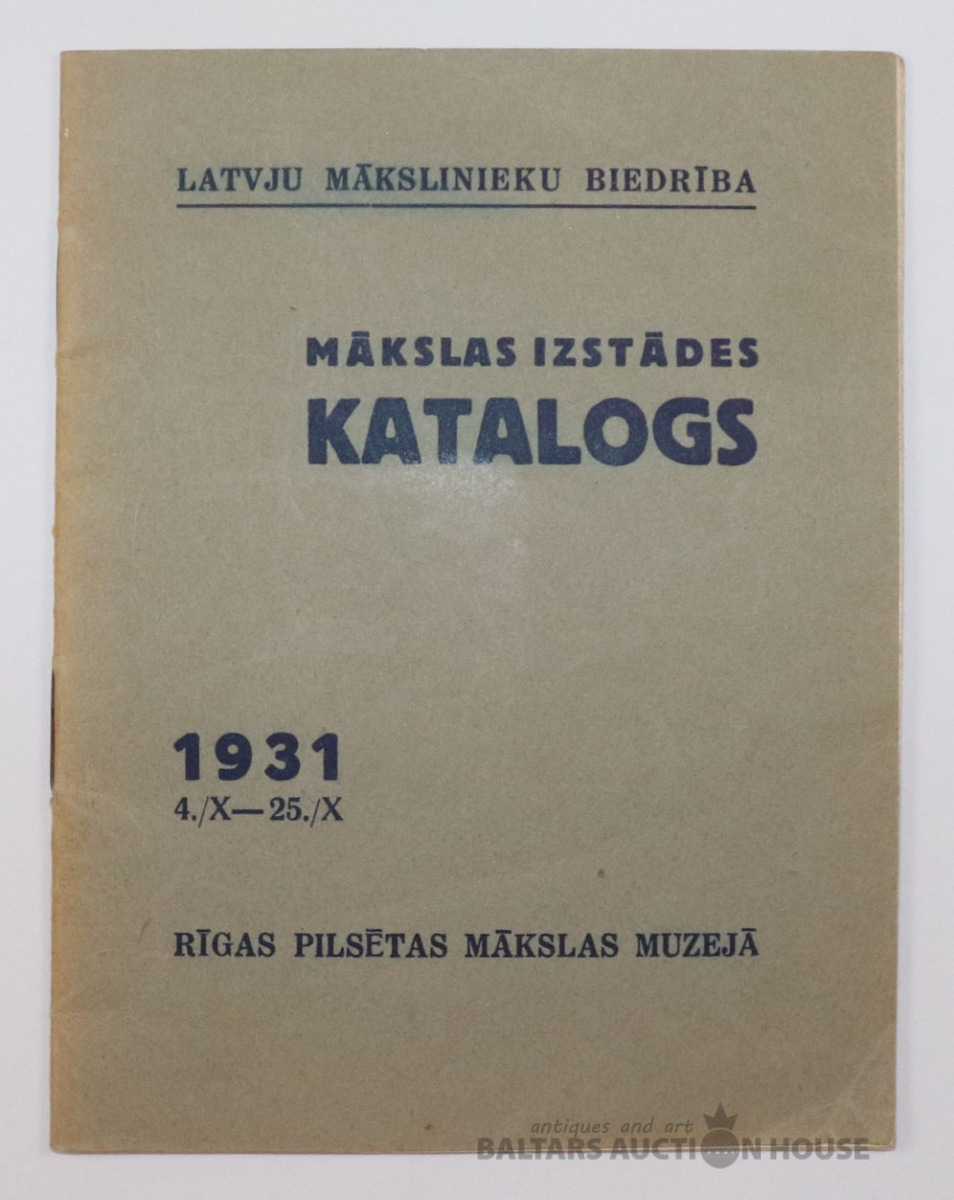 LATVJU MĀKSLINIEKU BIEDRĪBA
MĀKSLAS IZSTĀDES
KATALOGS
1931
4./X—25./X
RĪGAS PILSĒTAS MĀKSLAS MUZEJĀ
antiques and art
BALTARS AUCTION HOUSE